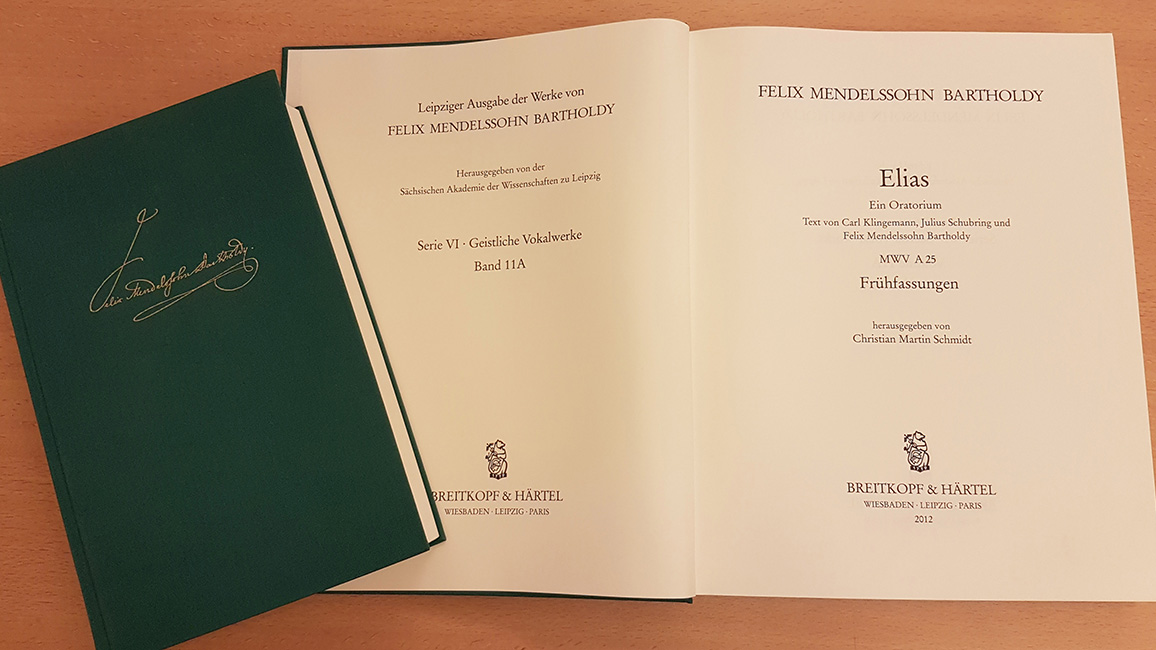 Felix Mendelssohn Bartholdy.
Leipziger Ausgabe der Werke von
FELIX MENDELSSOHN BARTHOLDY
Herausgegeben von der
Sächsischen Akademie der Wissenschaften zu Leipzig
Serie VI · Geistliche Vokalwerke
Band 11A
BREITKOPF & HÄRTEL
WIESBADEN · LEIPZIG · PARIS
FELIX MENDELSSOHN BARTHOLDY
Elias
Ein Oratorium
Text von Carl Klingemann, Julius Schubring und
Felix Mendelssohn Bartholdy
MWV A 25
Frühfassungen
herausgegeben von
Christian Martin Schmidt
BREITKOPF & HÄRTEL
WIESBADEN · LEIPZIG · PARIS
2012